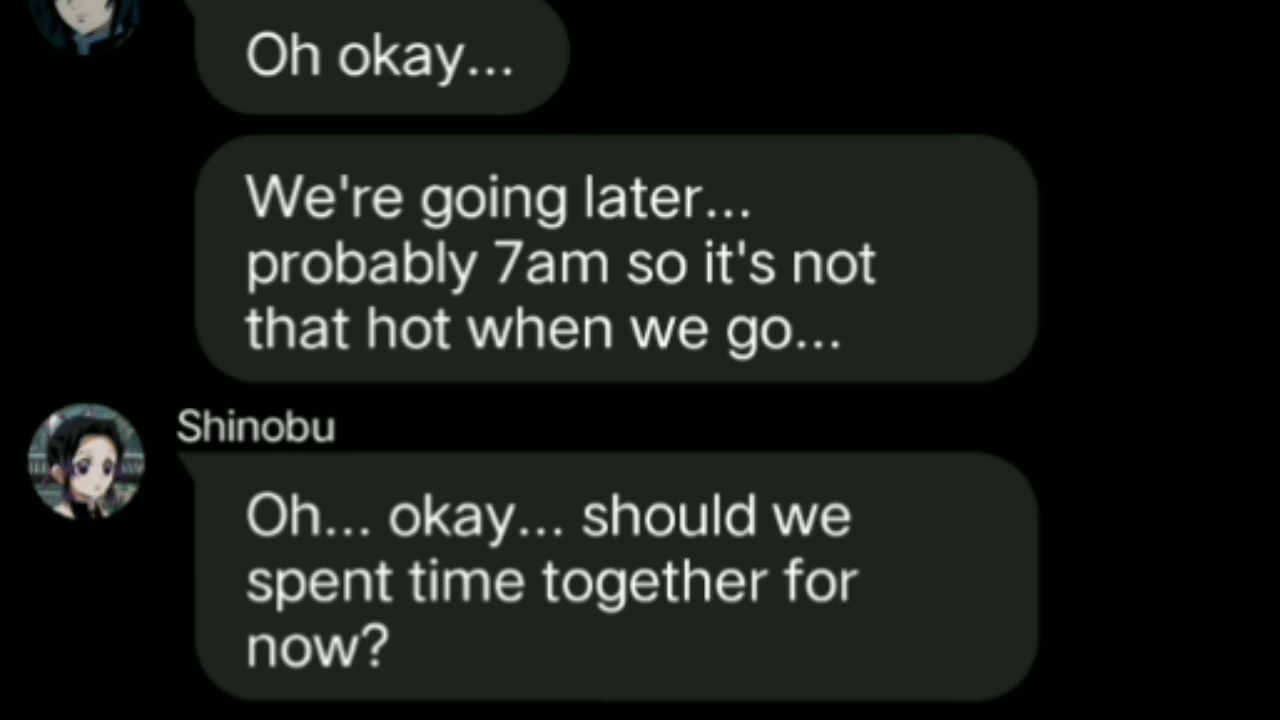 Oh okay...
We're going later...
probably 7am so it's not
that hot when we go...
Shinobu
Oh... okay... should we
spent time together for
now?